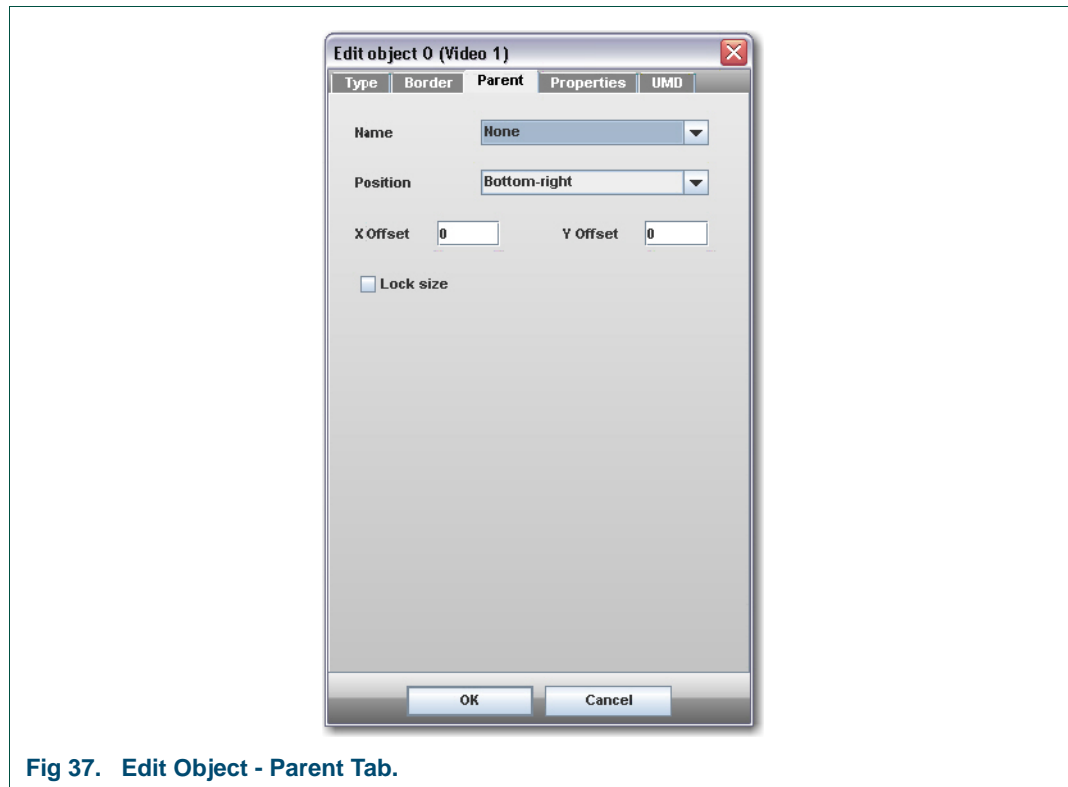 Edit object 0 (Video 1)
Type Border Parent Properties UMD
Name None
Position Bottom-right
X Offset 0 Y Offset 0
Lock size
OK Cancel
Fig 37. Edit Object - Parent Tab.